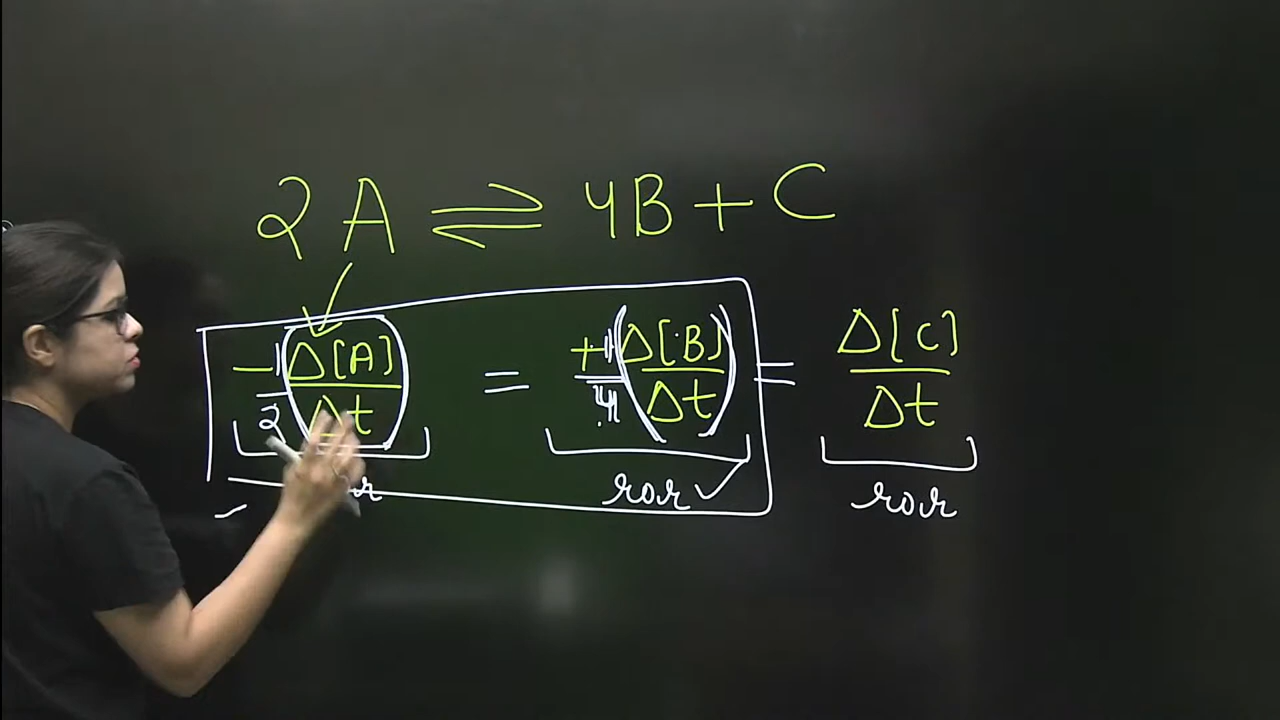 2A ⇌ 4B + C
-1/2 (Δ[A]/Δt) = +1/4 (Δ[B]/Δt) = Δ[C]/Δt
ror ror